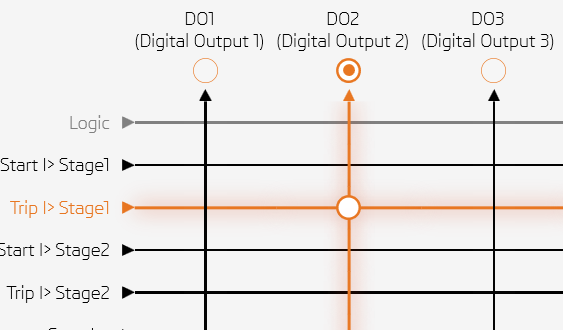 DO1 DO2 DO3
(Digital Output 1) (Digital Output 2) (Digital Output 3)
Logic
Start I> Stage1
Trip I> Stage1
Start I> Stage2
Trip I> Stage2